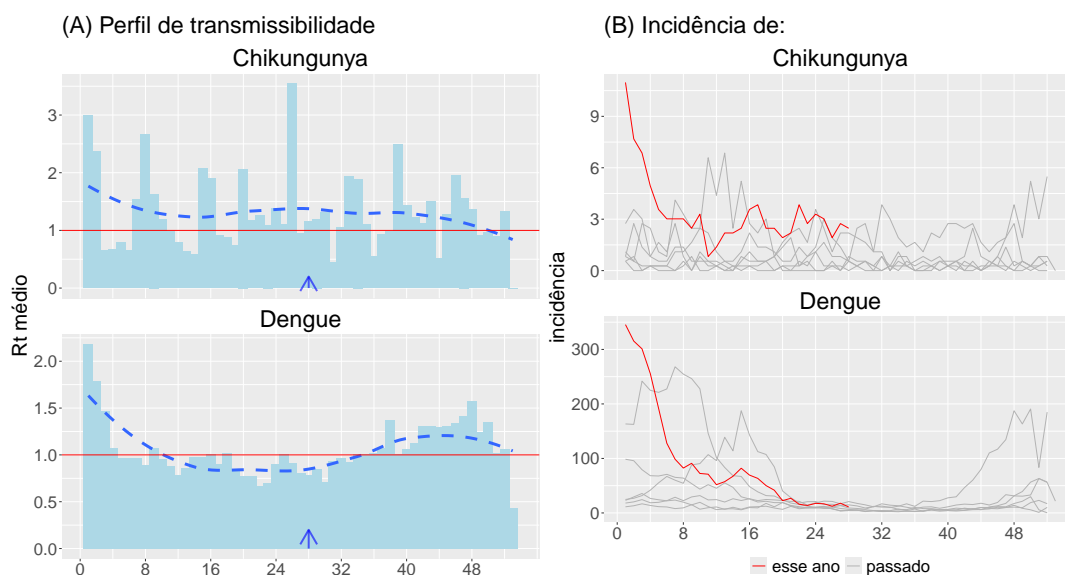 (A) Perfil de transmissibilidade
Chikungunya
3
2
1
0
Dengue
2.0
1.5
1.0
0.5
0.0
0 8 16 24 32 40 48
Rt médio
(B) Incidência de:
Chikungunya
9
6
3
0
Dengue
300
200
100
0
0 8 16 24 32 40 48
incidência
esse ano passado